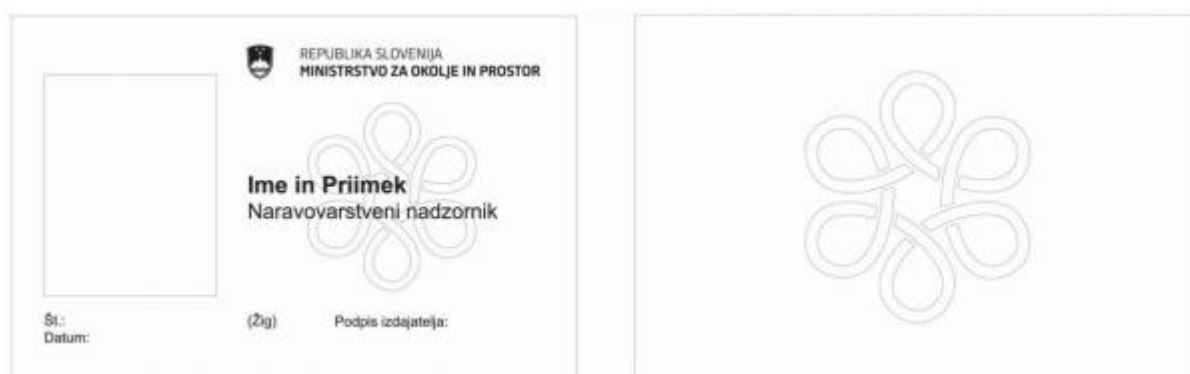 REPUBLIKA SLOVENIJA
MINISTRSTVO ZA OKOLJE IN PROSTOR
Ime in Priimek
Naravovarstveni nadzornik
Št.:
Datum:
(Žig)
Podpis izdajatelja: